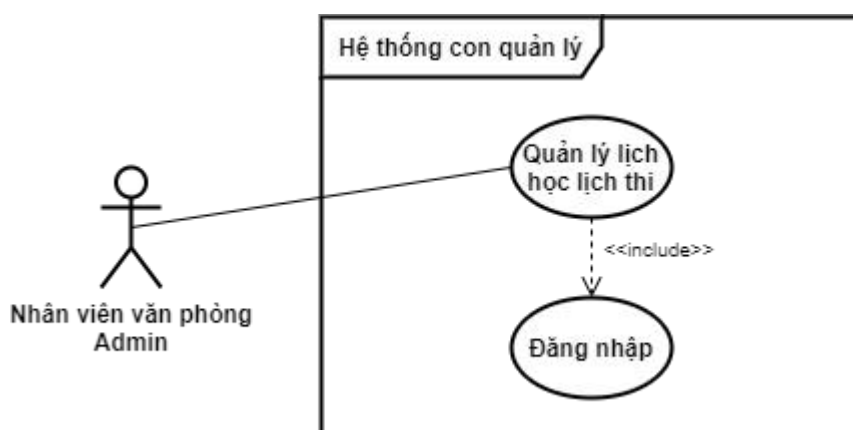 Hệ thống con quản lý
Quản lý lịch
học lịch thi
<<include>>
Nhân viên văn phòng
Admin
Đăng nhập